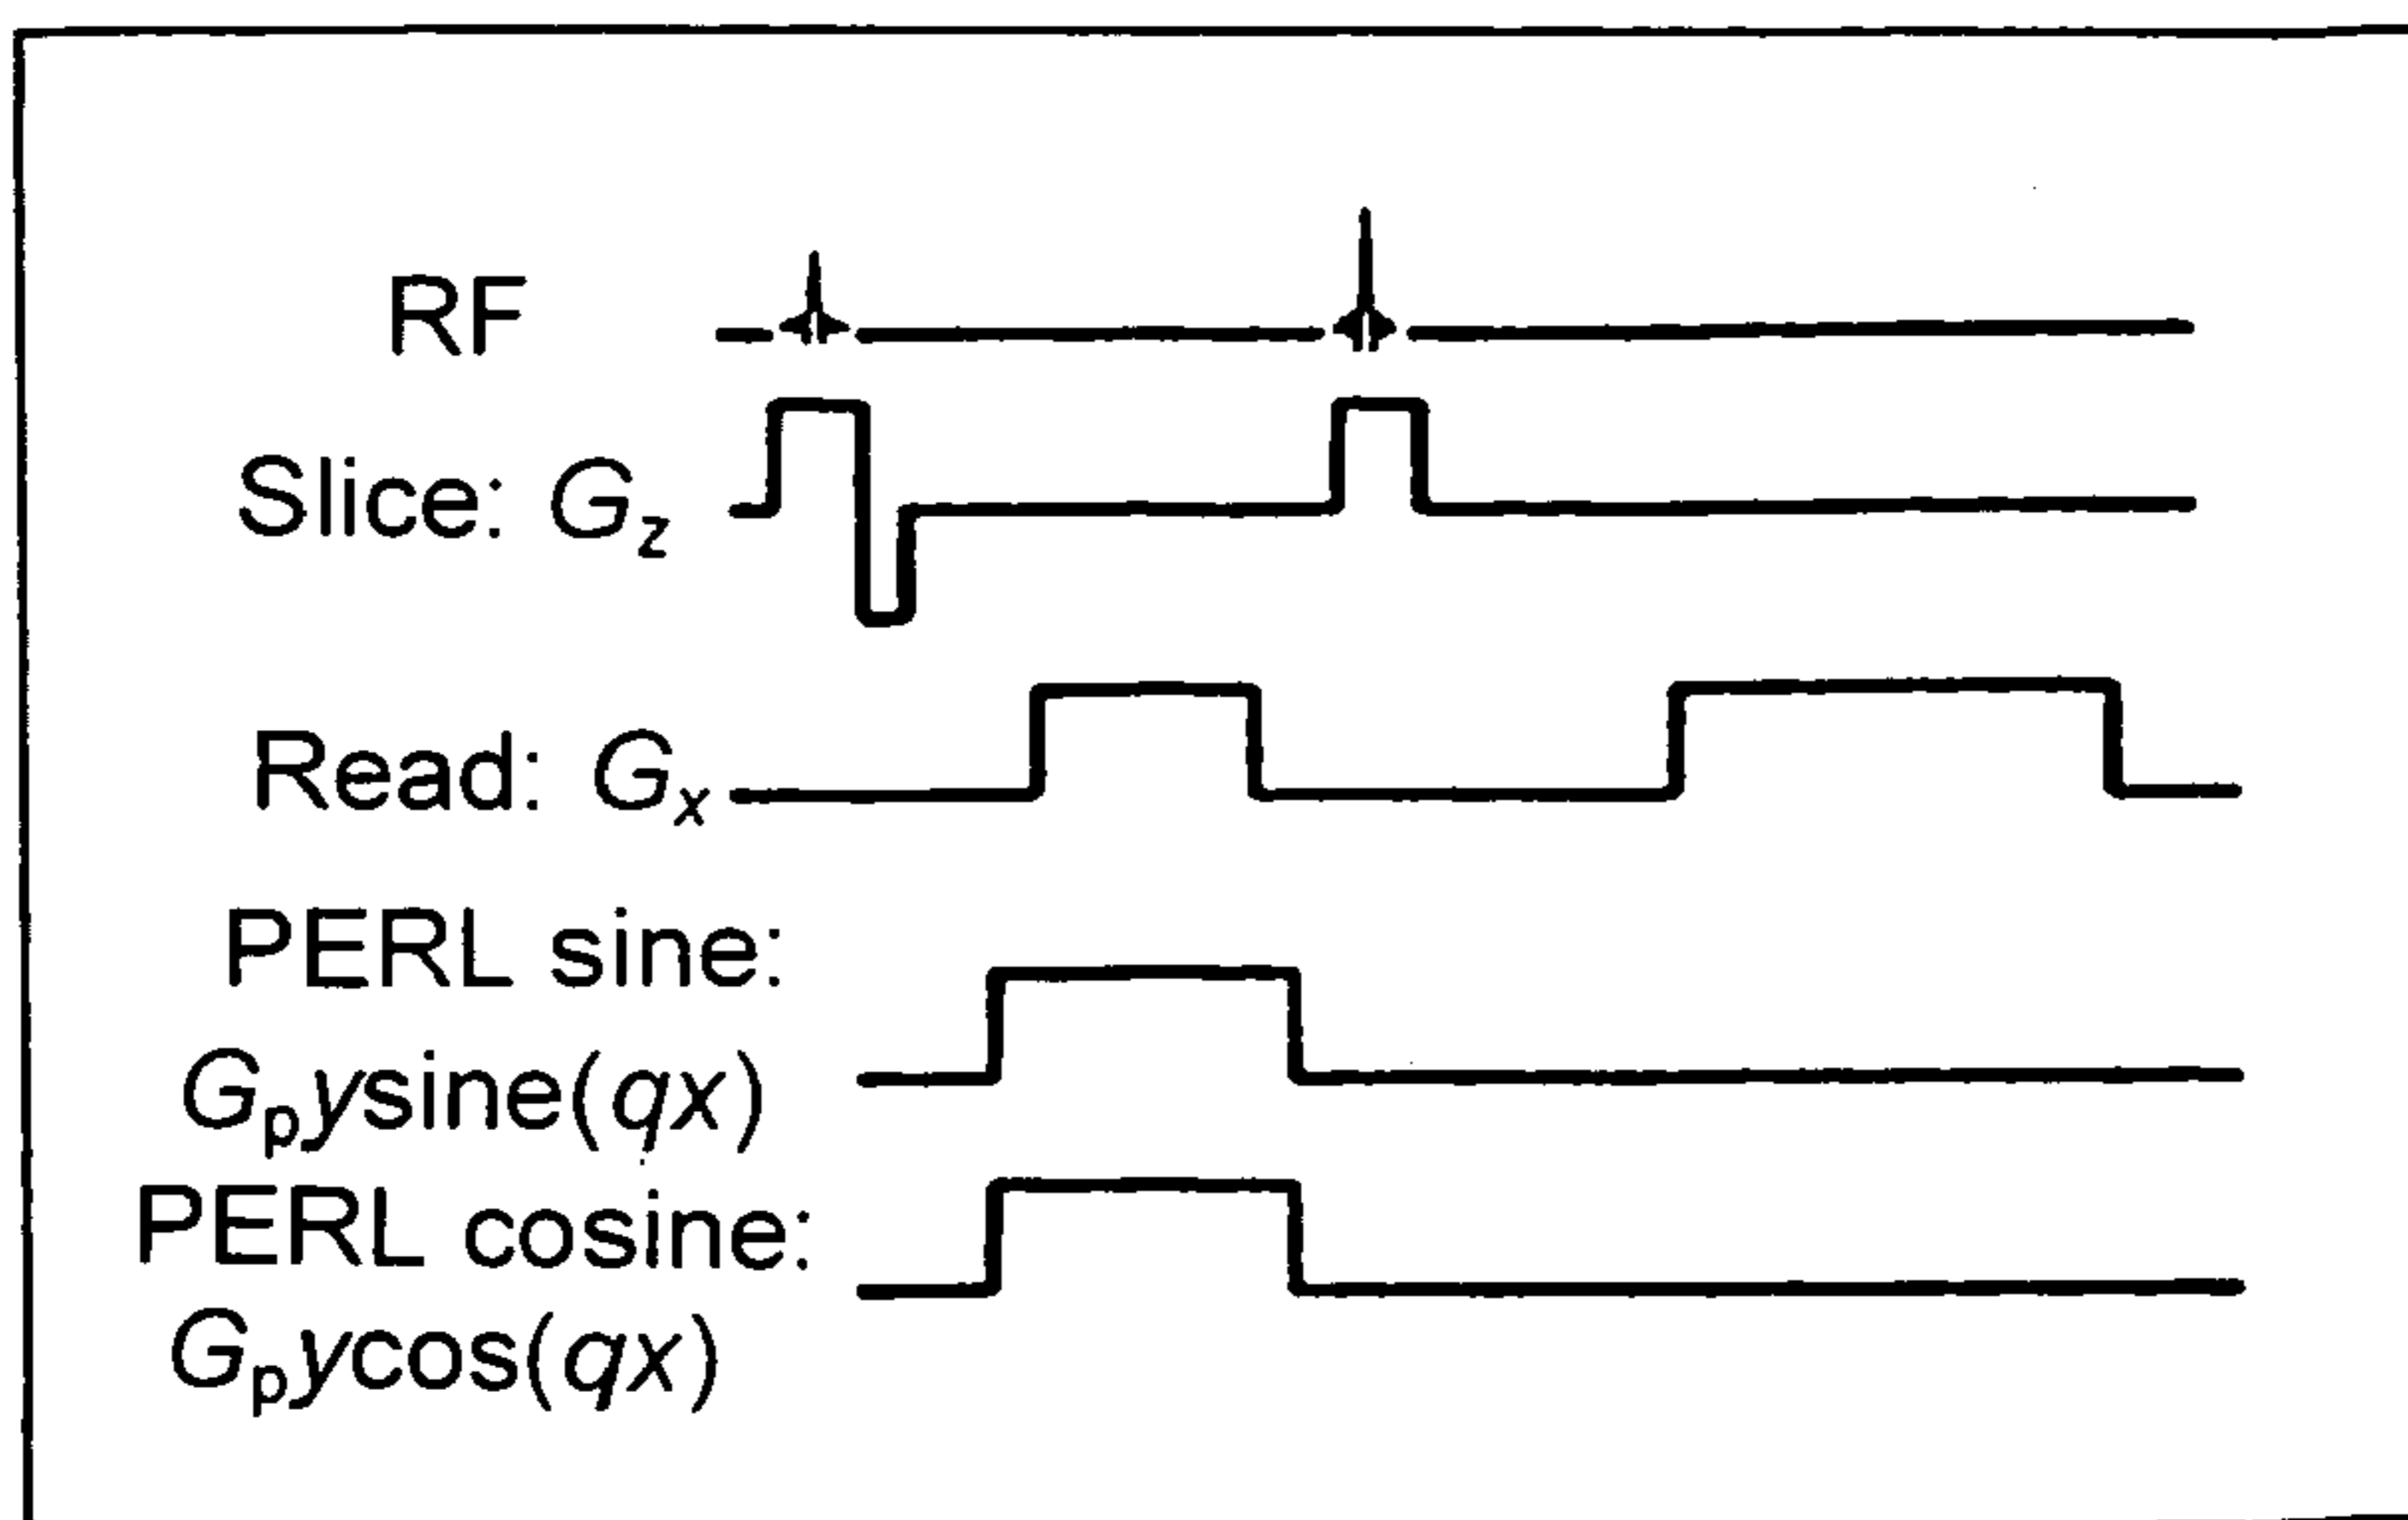 RF
Slice: Gz
Read: Gx
PERL sine:
Gpysine(qx)
PERL cosine:
Gpycos(qx)